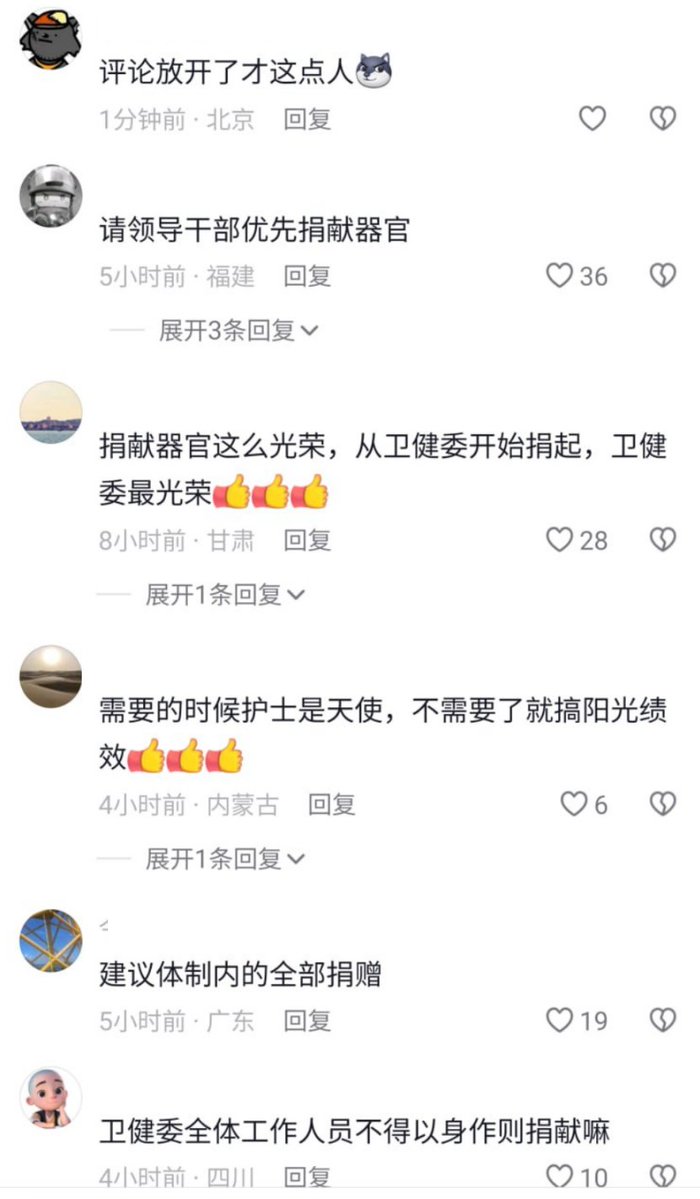 评论放开了才这点人
1分钟前 · 北京 回复
请领导干部优先捐献器官
5小时前 · 福建 回复 36
展开3条回复
捐献器官这么光荣，从卫健委开始捐起，卫健
委最光荣
8小时前 · 甘肃 回复 28
展开1条回复
需要的时候护士是天使，不需要了就搞阳光绩
效
4小时前 · 内蒙古 回复 6
展开1条回复
建议体制内的全部捐赠
5小时前 · 广东 回复 19
卫健委全体工作人员不得以身作则捐献嘛
4小时前 · 四川 回复 10